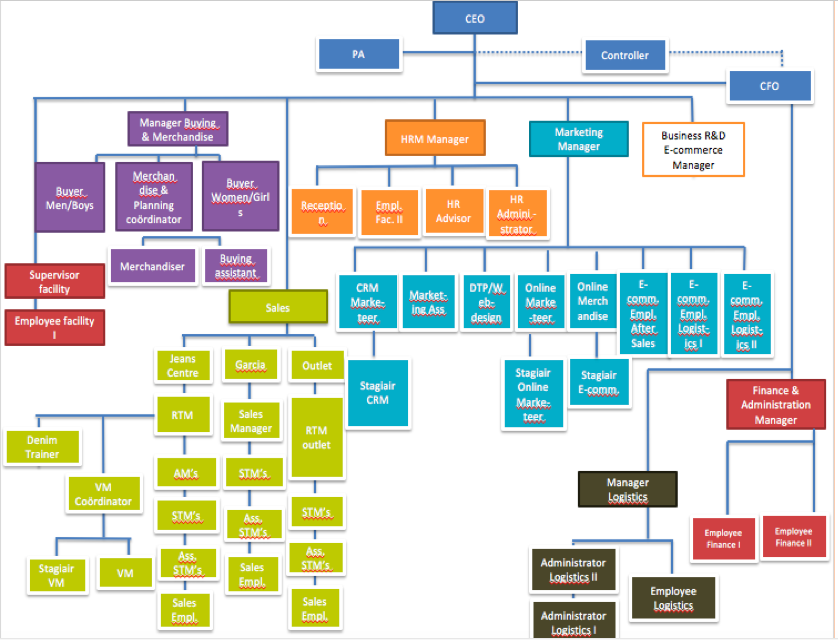 CEO
PA
Controller
CFO
Manager Buying
& Merchandise
HRM Manager
Marketing
Manager
Business R&D
E-commerce
Manager
Buyer
Men/Boys
Merchan
dise &
Planning
coördinator
Buyer
Women/Girl
s
Receptio
n.
Empl.
Fac. II
HR
Advisor
HR
Admini -
strator
Merchandiser
Buying
assistant
Supervisor
facility
Employee facility
I
Sales
CRM
Marke-
teer
Market-
ing Ass
DTP/W
eb-
design
Online
Marke
-teer
Online
Merch
andise
E-
comm.
Empl.
After
Sales
E-
comm.
Empl.
Logist-
ics I
E-
comm.
Empl.
Logist-
ics II
Stagiair
CRM
Stagiair
Online
Marke-
teer
Stagiair
E-comm.
Jeans
Centre
Garcia
Outlet
RTM
Sales
Manager
RTM
outlet
Finance &
Administration
Manager
Denim
Trainer
VM
Coördinator
AM's
STM's
STM's
Ass.
STM's
STM's
Manager
Logistics
Employee
Finance I
Employee
Finance II
Stagiair
VM
VM
Ass.
STM's
Sales
Empl.
Ass.
STM's
Administrator
Logistics II
Employee
Logistics
Sales
Empl.
Sales
Empl.
Administrator
Logistics I